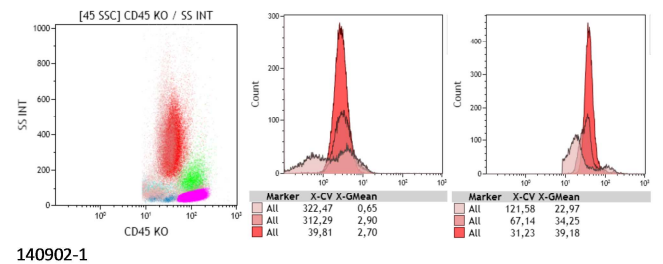 [45 SSC] CD45 KO / SS INT
1000
800
600
400
200
0
SS INT
10⁰ 10¹ 10² 10³
CD45 KO
300
200
100
0
Count
10⁰ 10¹ 10² 10³
Marker X-CV X-GMean
All 322,47 0,65
All 312,29 2,90
All 39,81 2,70
400
300
200
100
0
Count
10⁰ 10¹ 10² 10³
Marker X-CV X-GMean
All 121,58 22,97
All 67,14 34,25
All 31,23 39,18
140902-1